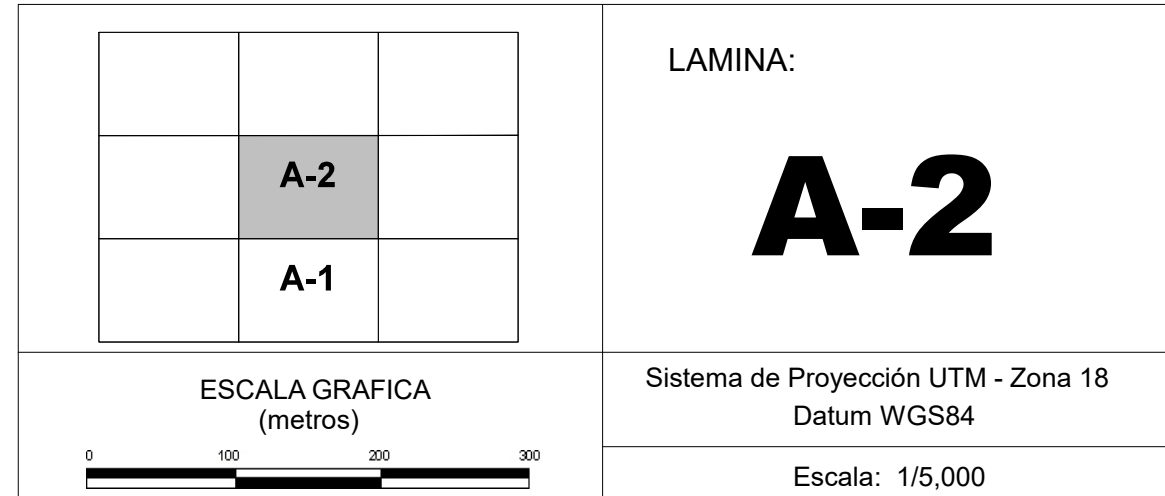 A-2
A-1
LAMINA:
A-2
ESCALA GRAFICA
(metros)
0 100 200 300
Sistema de Proyección UTM - Zona 18
Datum WGS84
Escala: 1/5,000